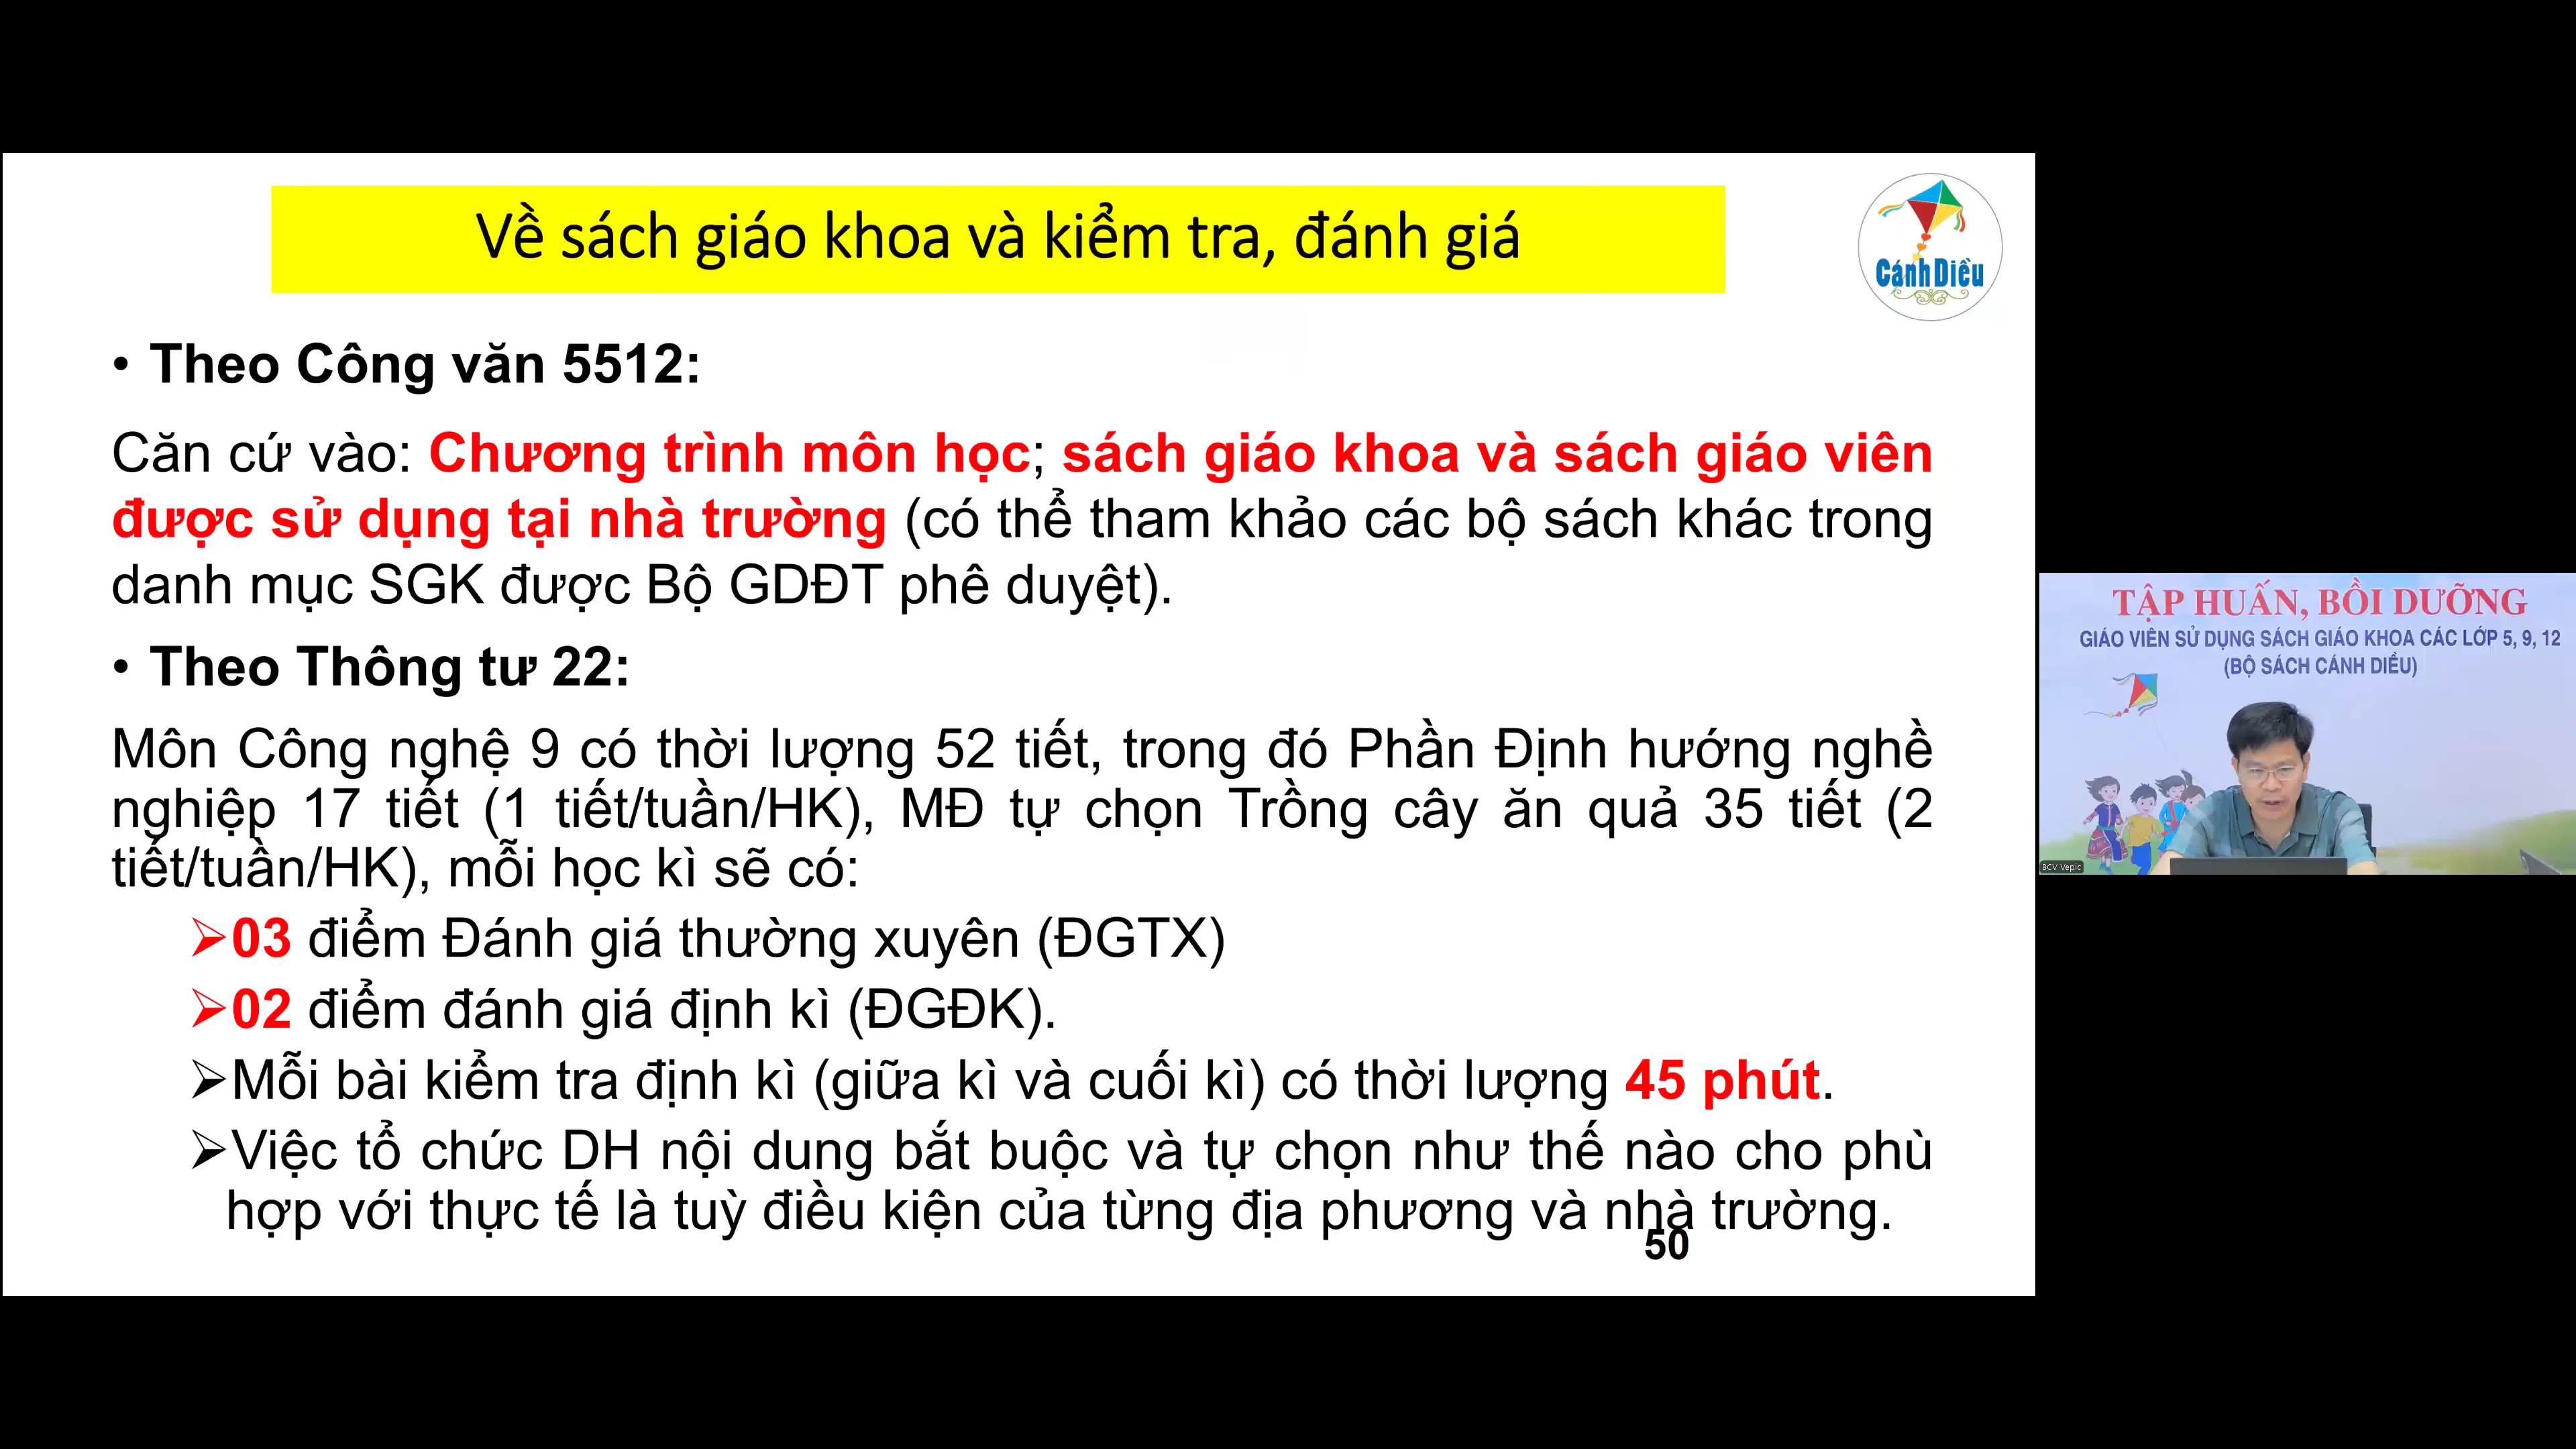 Về sách giáo khoa và kiểm tra, đánh giá
Cánh Diều
• Theo Công văn 5512:
Căn cứ vào: Chương trình môn học; sách giáo khoa và sách giáo viên
được sử dụng tại nhà trường (có thể tham khảo các bộ sách khác trong
danh mục SGK được Bộ GDĐT phê duyệt).
• Theo Thông tư 22:
Môn Công nghệ 9 có thời lượng 52 tiết, trong đó Phần Định hướng nghề
nghiệp 17 tiết (1 tiết/tuần/HK), MĐ tự chọn Trồng cây ăn quả 35 tiết (2
tiết/tuần/HK), mỗi học kì sẽ có:
➢03 điểm Đánh giá thường xuyên (ĐGTX)
➢02 điểm đánh giá định kì (ĐGĐK).
➢Mỗi bài kiểm tra định kì (giữa kì và cuối kì) có thời lượng 45 phút.
➢Việc tổ chức DH nội dung bắt buộc và tự chọn như thế nào cho phù
hợp với thực tế là tuỳ điều kiện của từng địa phương và nhà trường.
50
TẬP HUẤN, BỒI DƯỠNG
GIÁO VIÊN SỬ DỤNG SÁCH GIÁO KHOA CÁC LỚP 5, 9, 12
(BỘ SÁCH CÁNH DIỀU)
BCV Vepic